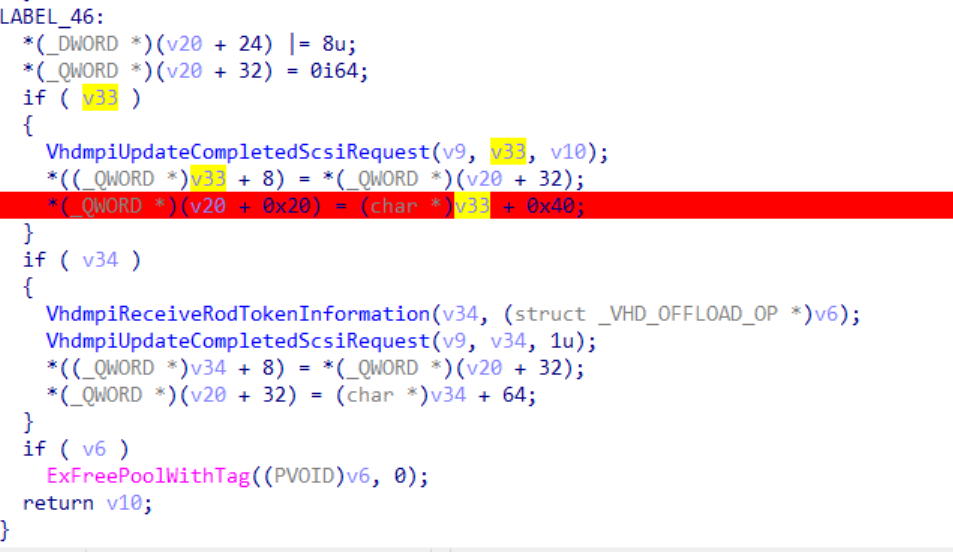 LABEL_46:
  *(_DWORD *)(v20 + 24) |= 8u;
  *(_QWORD *)(v20 + 32) = 0i64;
  if ( v33 )
  {
    VhdmpiUpdateCompletedScsiRequest(v9, v33, v10);
    *((_QWORD *)v33 + 8) = *(_QWORD *)(v20 + 32);
    *(_QWORD *)(v20 + 0x20) = (char *)v33 + 0x40;
  }
  if ( v34 )
  {
    VhdmpiReceiveRodTokenInformation(v34, (struct _VHD_OFFLOAD_OP *)v6);
    VhdmpiUpdateCompletedScsiRequest(v9, v34, 1u);
    *((_QWORD *)v34 + 8) = *(_QWORD *)(v20 + 32);
    *(_QWORD *)(v20 + 32) = (char *)v34 + 64;
  }
  if ( v6 )
    ExFreePoolWithTag((PVOID)v6, 0);
  return v10;
}